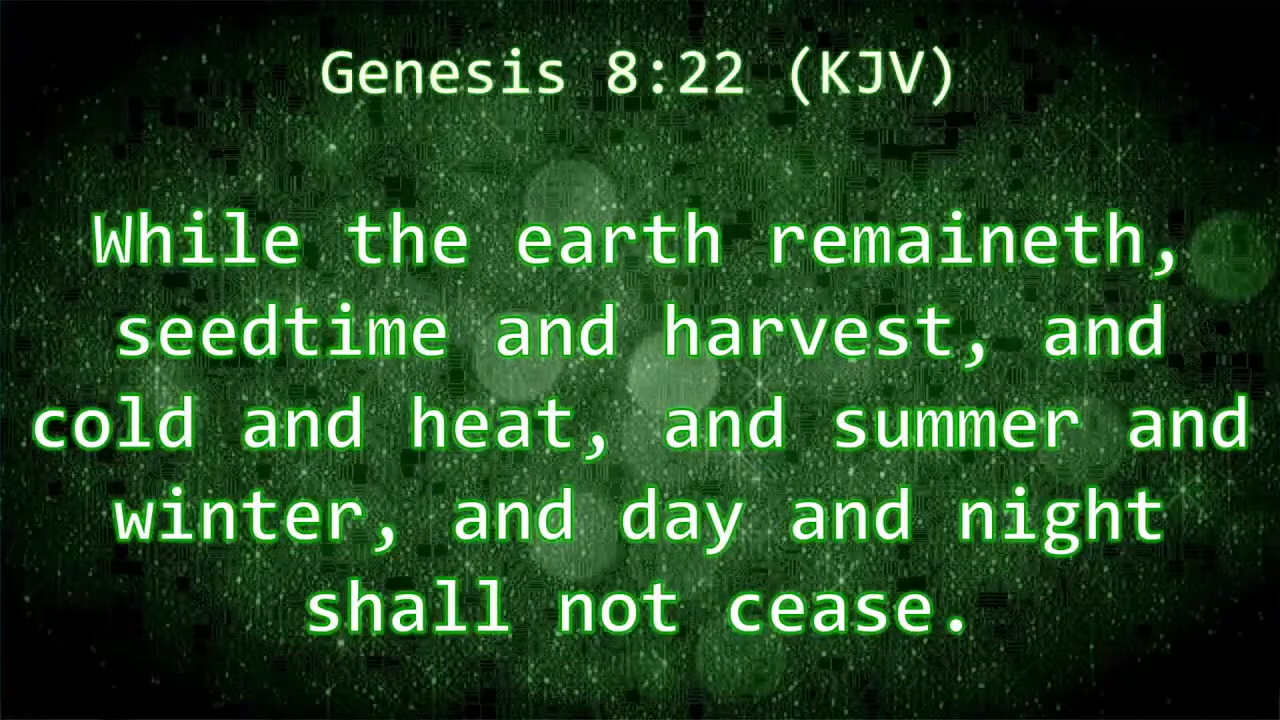 Genesis 8:22 (KJV)
While the earth remaineth,
seedtime and harvest, and
cold and heat, and summer and
winter, and day and night
shall not cease.